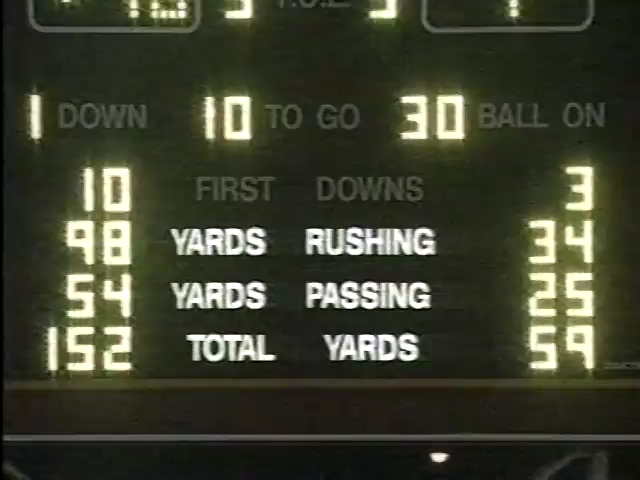 1 DOWN 10 TO GO 30 BALL ON
10 FIRST DOWNS 3
98 YARDS RUSHING 34
54 YARDS PASSING 25
152 TOTAL YARDS 59